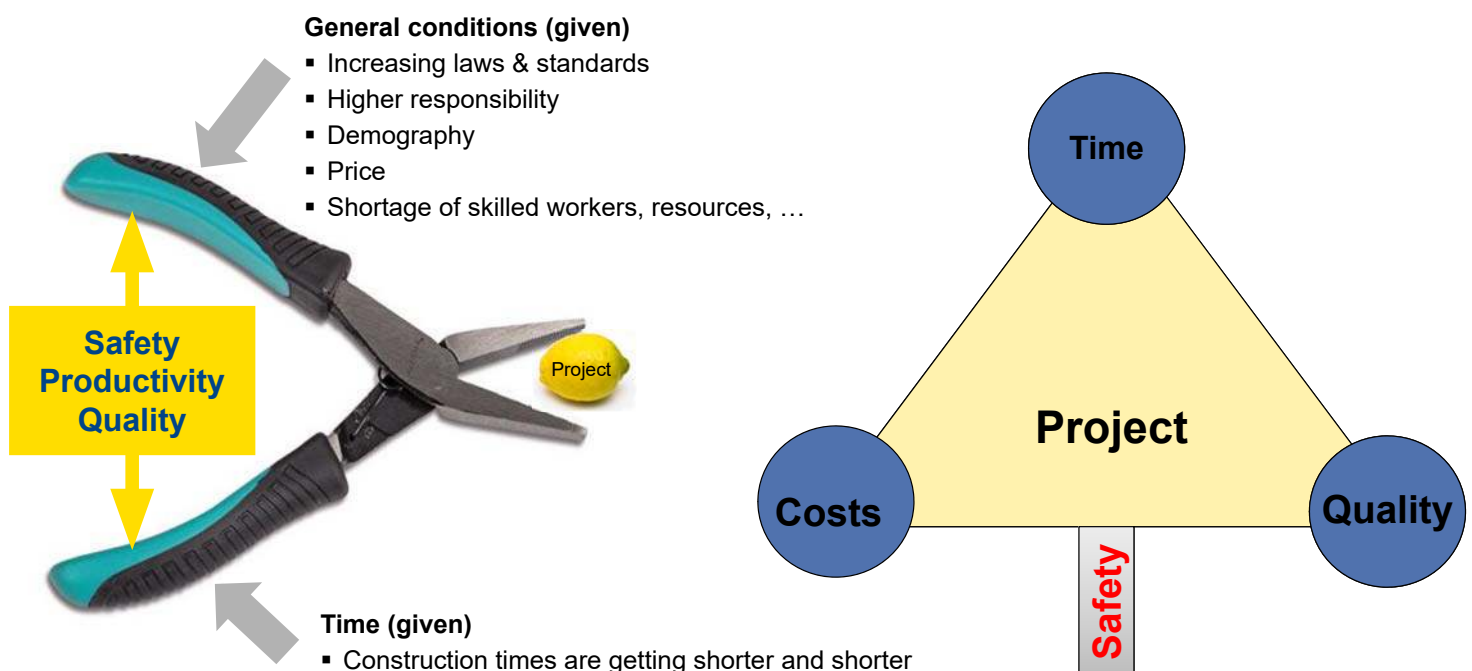 General conditions (given)
▪ Increasing laws & standards
▪ Higher responsibility
▪ Demography
▪ Price
▪ Shortage of skilled workers, resources, …
Safety
Productivity
Quality
Project
Time (given)
▪ Construction times are getting shorter and shorter
Time
Project
Costs
Quality
Safety